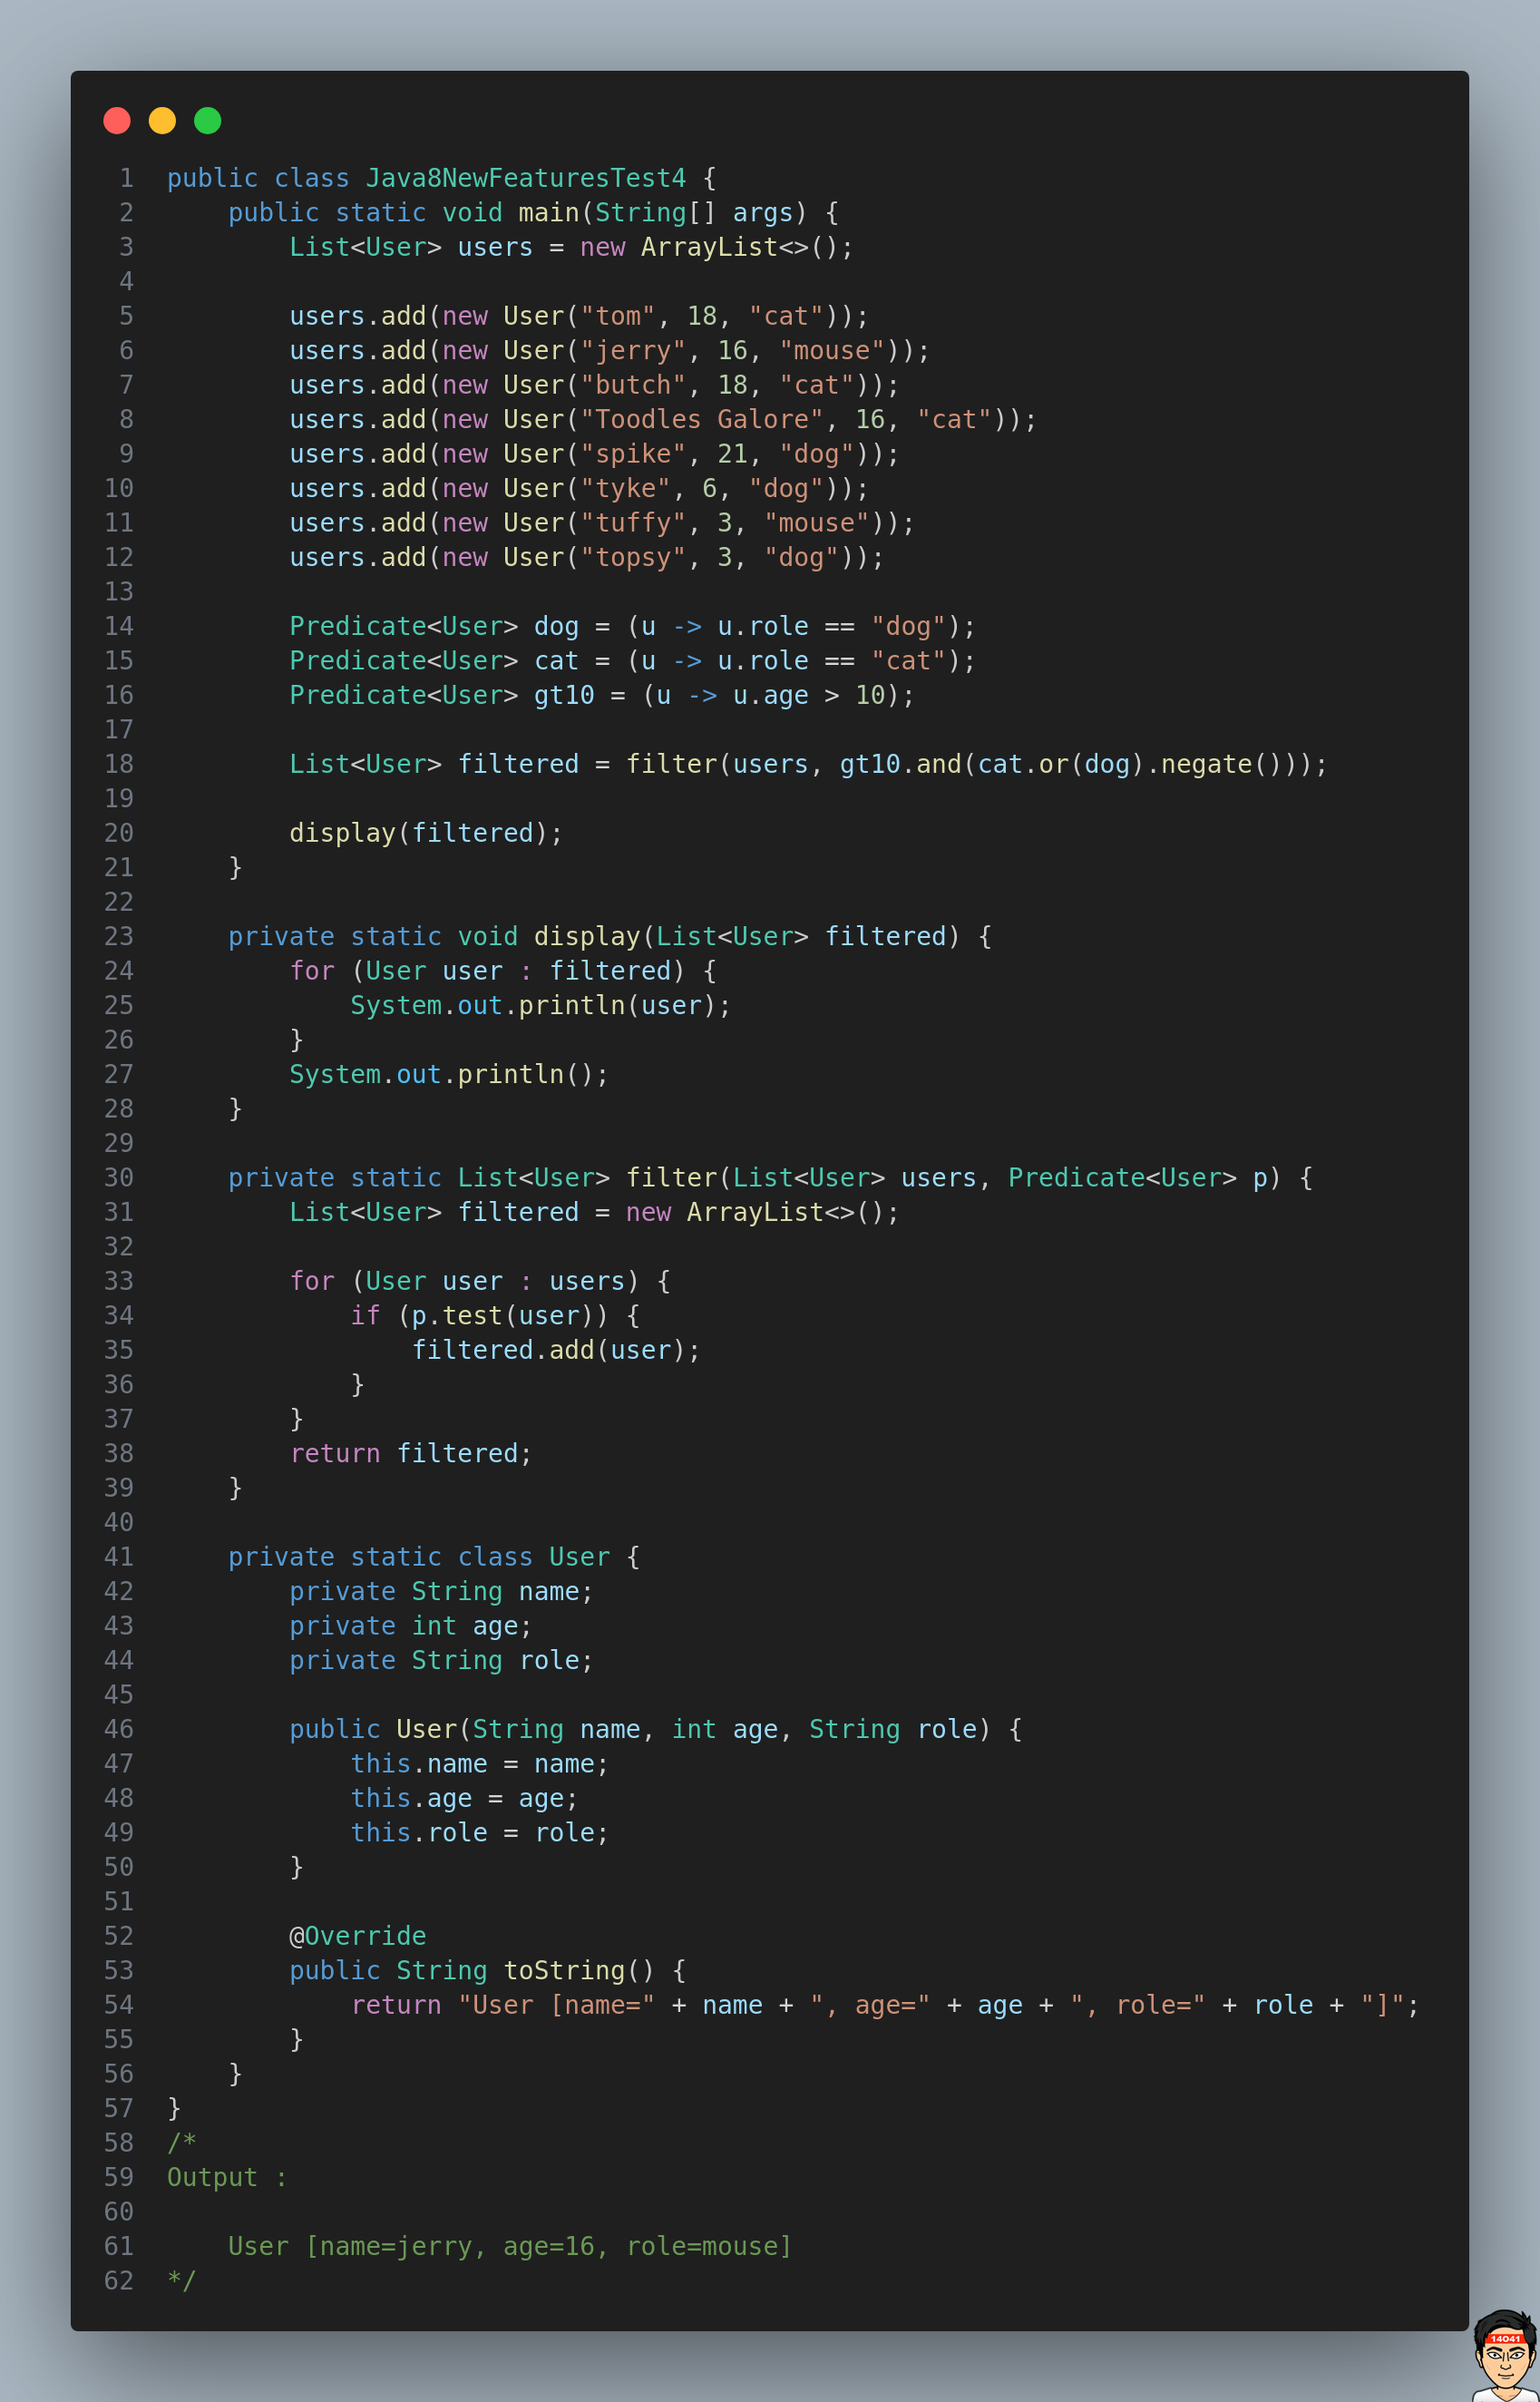 1 public class Java8NewFeaturesTest4 {
2     public static void main(String[] args) {
3         List<User> users = new ArrayList<>();
4
5         users.add(new User("tom", 18, "cat"));
6         users.add(new User("jerry", 16, "mouse"));
7         users.add(new User("butch", 18, "cat"));
8         users.add(new User("Toodles Galore", 16, "cat"));
9         users.add(new User("spike", 21, "dog"));
10         users.add(new User("tyke", 6, "dog"));
11         users.add(new User("tuffy", 3, "mouse"));
12         users.add(new User("topsy", 3, "dog"));
13
14         Predicate<User> dog = (u -> u.role == "dog");
15         Predicate<User> cat = (u -> u.role == "cat");
16         Predicate<User> gt10 = (u -> u.age > 10);
17
18         List<User> filtered = filter(users, gt10.and(cat.or(dog).negate()));
19
20         display(filtered);
21     }
22
23     private static void display(List<User> filtered) {
24         for (User user : filtered) {
25             System.out.println(user);
26         }
27         System.out.println();
28     }
29
30     private static List<User> filter(List<User> users, Predicate<User> p) {
31         List<User> filtered = new ArrayList<>();
32
33         for (User user : users) {
34             if (p.test(user)) {
35                 filtered.add(user);
36             }
37         }
38         return filtered;
39     }
40
41     private static class User {
42         private String name;
43         private int age;
44         private String role;
45
46         public User(String name, int age, String role) {
47             this.name = name;
48             this.age = age;
49             this.role = role;
50         }
51
52         @Override
53         public String toString() {
54             return "User [name=" + name + ", age=" + age + ", role=" + role + "]";
55         }
56     }
57 }
58 /*
59 Output :
60
61     User [name=jerry, age=16, role=mouse]
62 */
14041